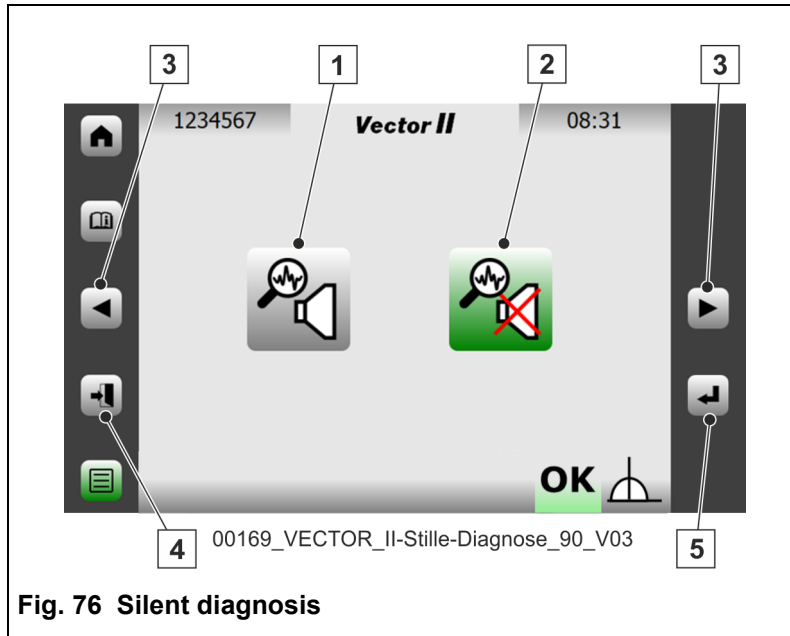 3 1 2 3
1234567 Vector II 08:31
OK
4 00169_VECTOR_II-Stille-Diagnose_90_V03 5
Fig. 76 Silent diagnosis